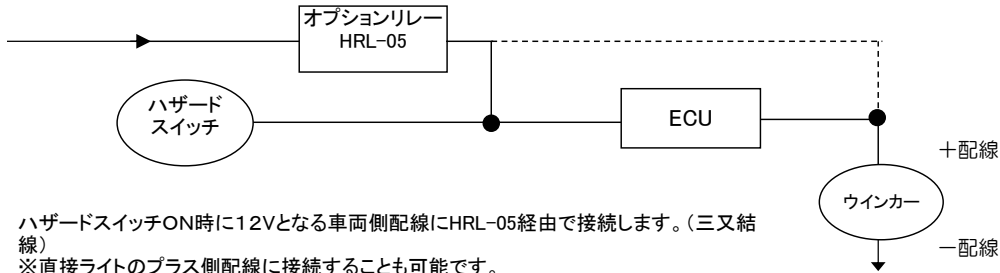 オプションリレー
HRL-05
ハザード
スイッチ
ECU
＋配線
ウインカー
－配線
ハザードスイッチON時に12Vとなる車両側配線にHRL-05経由で接続します。(三又結
線)
※直接ライトのプラス側配線に接続することも可能です。